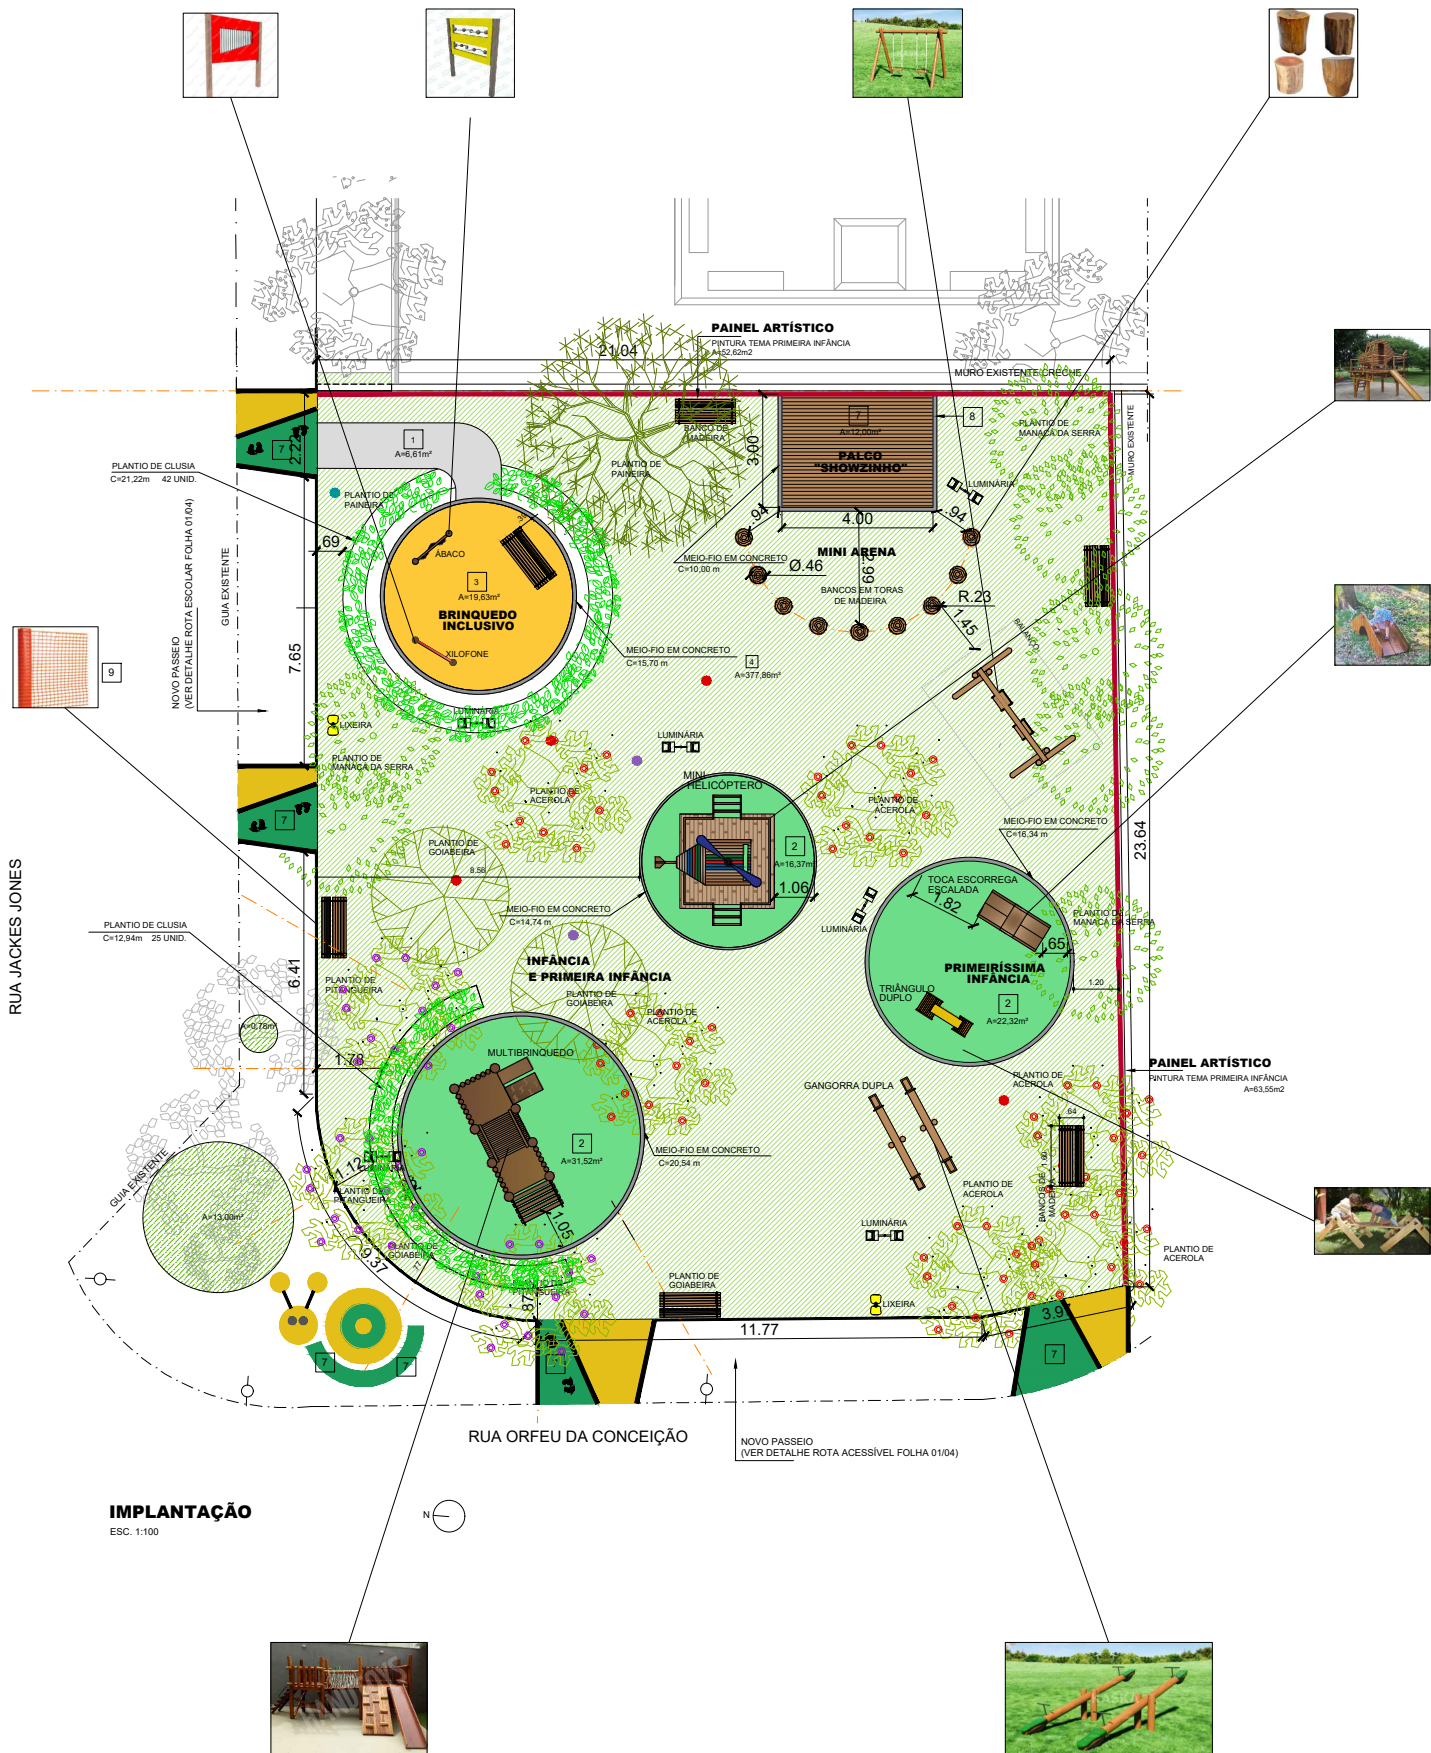 PAINEL ARTÍSTICO
PINTURA TEMA PRIMEIRA INFÂNCIA
A=52,62m2
21.04
MURO EXISTENTE CRECHE
MURO EXISTENTE
1
A=6,61m²
7
2.22
BANCO DE
MADEIRA
3,00
7
A=12,00m²
PALCO
"SHOWZINHO"
8
PLANTIO DE
MANACÁ DA SERRA
PLANTIO DE CLUSIA
C=21,22m 42 UNID.
PLANTIO DE
PAINEIRA
PLANTIO DE
PAINEIRA
LUMINÁRIA
.94
4.00
.94
69
35
ÁBACO
MINI ARENA
MEIO-FIO EM CONCRETO
C=10,00 m
Ø.46
2.99
BANCOS EM TORAS
DE MADEIRA
R.23
1.45
BALANÇO
3
A=19,63m²
BRINQUEDO
INCLUSIVO
XILOFONE
MEIO-FIO EM CONCRETO
C=15,70 m
4
A=377,86m²
GUIA EXISTENTE
NOVO PASSEIO
(VER DETALHE ROTA ESCOLAR FOLHA 01/04)
7.65
9
LUMINÁRIA
LIXEIRA
LUMINÁRIA
PLANTIO DE
MANACÁ DA SERRA
MINI
HELICÓPTERO
PLANTIO DE
ACEROLA
PLANTIO DE
ACEROLA
7
MEIO-FIO EM CONCRETO
C=16,34 m
23.64
PLANTIO DE
GOIABEIRA
8.56
2
A=16,37m²
1.06
TOCA ESCORREGA
ESCALADA
1.82
MEIO-FIO EM CONCRETO
C=14,74 m
PLANTIO DE
MANACÁ DA SERRA
LUMINÁRIA
.65
RUA JACKES JONES
PLANTIO DE CLUSIA
C=12,94m 25 UNID.
6.41
INFÂNCIA
E PRIMEIRA INFÂNCIA
PRIMEIRÍSSIMA
INFÂNCIA
PLANTIO DE
PITANGUEIRA
PLANTIO DE
GOIABEIRA
TRIÂNGULO
DUPLO
1.20
2
A=22,32m²
PLANTIO DE
ACEROLA
A=0,78m²
MULTIBRINQUEDO
1.78
PAINEL ARTÍSTICO
PINTURA TEMA PRIMEIRA INFÂNCIA
A=63,55m2
PLANTIO DE
ACEROLA
GANGORRA DUPLA
.64
2
A=31,52m²
MEIO-FIO EM CONCRETO
C=20,54 m
1.12
LUMINÁRIA
PLANTIO DE
PITANGUEIRA
GUIA EXISTENTE
A=13,00m²
PLANTIO DE
ACEROLA
BANCOS DE
MADEIRA
1.60
1.05
LUMINÁRIA
PLANTIO DE
GOIABEIRA
9.37
77
PLANTIO DE
ACEROLA
PLANTIO DE
GOIABEIRA
.87
LIXEIRA
3.9
11.77
7
7
7
RUA ORFEU DA CONCEIÇÃO
NOVO PASSEIO
(VER DETALHE ROTA ACESSÍVEL FOLHA 01/04)
IMPLANTAÇÃO
ESC. 1:100
N